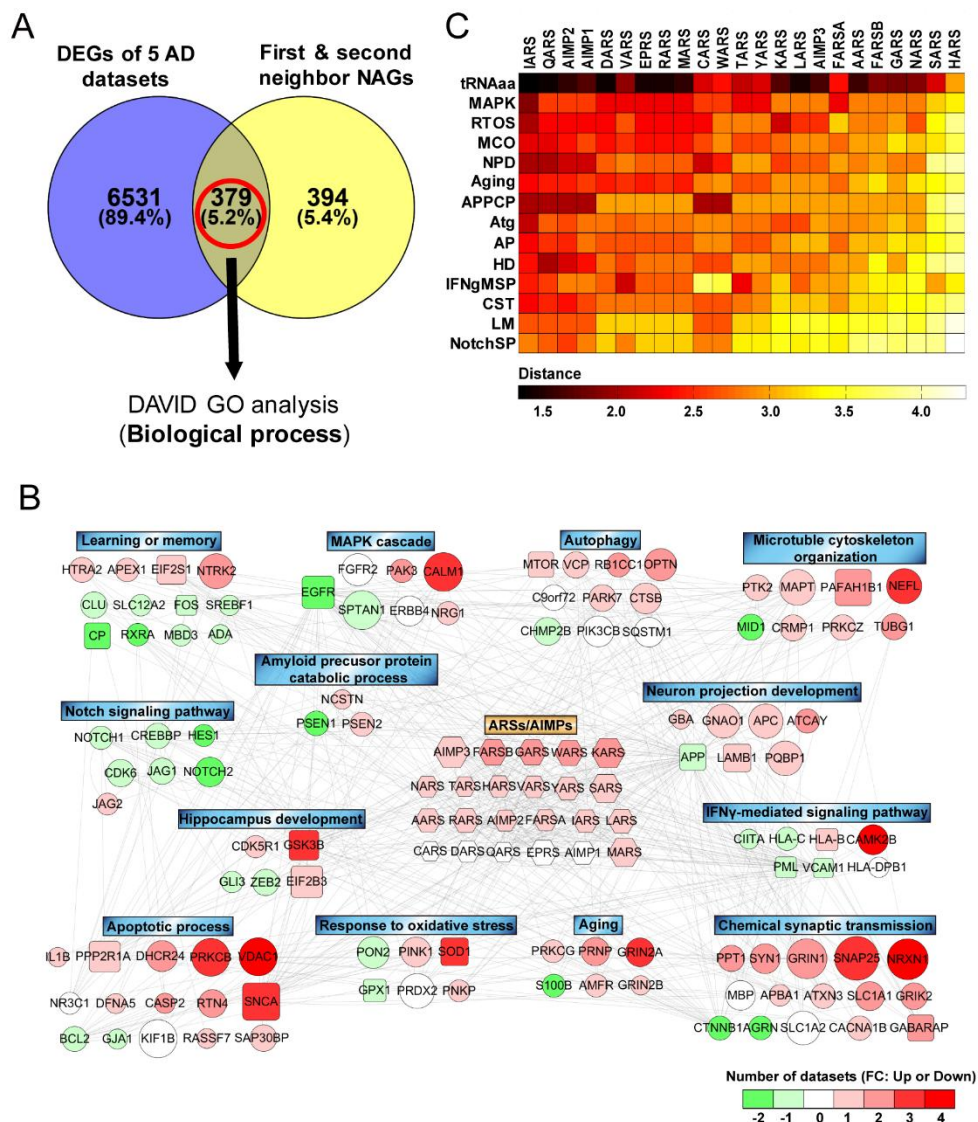 A
DEGs of 5 AD
datasets
First & second
neighbor NAGs
6531
(89.4%)
379
(5.2%)
394
(5.4%)
DAVID GO analysis
(Biological process)
C
IARS QARS AIMP2 AIMP1 DARS VARS EPRS RARS MARS CARS WARS TARS YARS KARS LARS AIMP3 FARSA AARS FARSB GARS NARS SARS HARS
tRNAaa
MAPK
RTOS
MCO
NPD
Aging
APPCP
Atg
AP
HD
IFNgMSP
CST
LM
NotchSP
Distance
1.5 2.0 2.5 3.0 3.5 4.0
B
Learning or memory
HTRA2 APEX1 EIF2S1 NTRK2
CLU SLC12A2 FOS SREBF1
CP RXRA MBD3 ADA
MAPK cascade
FGFR2 PAK3 CALM1
EGFR
SPTAN1 ERBB4 NRG1
Autophagy
MTOR VCP RB1CC1 OPTN
C9orf72 PARK7 CTSB
CHMP2B PIK3CB SQSTM1
Microtuble cytoskeleton
organization
PTK2 MAPT PAFAH1B1 NEFL
MID1 CRMP1 PRKCZ TUBG1
Amyloid precusor protein
catabolic process
NCSTN
PSEN1 PSEN2
Notch signaling pathway
NOTCH1 CREBBP HES1
CDK6 JAG1 NOTCH2
JAG2
ARSs/AIMPs
AIMP3 FARSB GARS WARS KARS
NARS TARS HARS VARS YARS SARS
AARS RARS AIMP2 FARSA IARS LARS
CARS DARS QARS EPRS AIMP1 MARS
Neuron projection development
GBA GNAO1 APC ATCAY
APP LAMB1 PQBP1
Hippocampus development
CDK5R1 GSK3B
GLI3 ZEB2 EIF2B3
IFNγ-mediated signaling pathway
CIITA HLA-C HLA-B CAMK2B
PML VCAM1 HLA-DPB1
Apoptotic process
IL1B PPP2R1A DHCR24 PRKCB VDAC1
NR3C1 DFNA5 CASP2 RTN4 SNCA
BCL2 GJA1 KIF1B RASSF7 SAP30BP
Response to oxidative stress
PON2 PINK1 SOD1
GPX1 PRDX2 PNKP
Aging
PRKCG PRNP GRIN2A
S100B AMFR GRIN2B
Chemical synaptic transmission
PPT1 SYN1 GRIN1 SNAP25 NRXN1
MBP APBA1 ATXN3 SLC1A1 GRIK2
CTNNB1 AGRN SLC1A2 CACNA1B GABARAP
Number of datasets (FC: Up or Down)
-2 -1 0 1 2 3 4